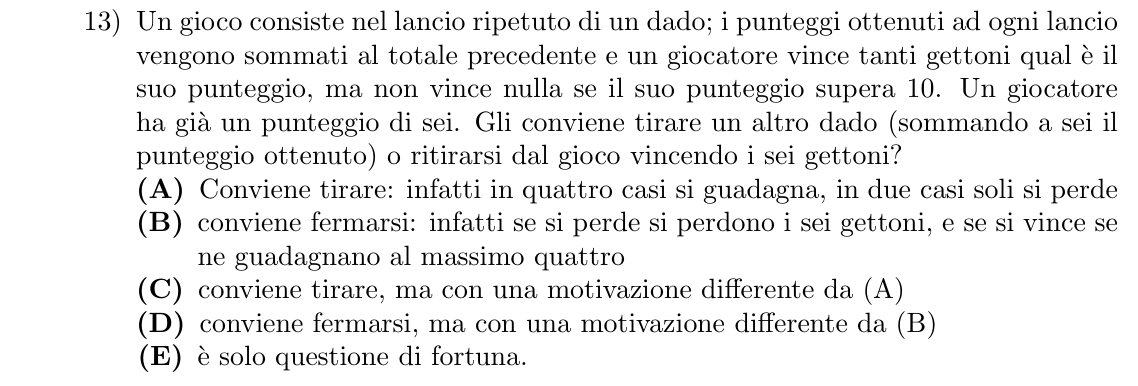 13) Un gioco consiste nel lancio ripetuto di un dado; i punteggi ottenuti ad ogni lancio
vengono sommati al totale precedente e un giocatore vince tanti gettoni qual è il
suo punteggio, ma non vince nulla se il suo punteggio supera 10. Un giocatore
ha già un punteggio di sei. Gli conviene tirare un altro dado (sommando a sei il
punteggio ottenuto) o ritirarsi dal gioco vincendo i sei gettoni?
(A) Conviene tirare: infatti in quattro casi si guadagna, in due casi soli si perde
(B) conviene fermarsi: infatti se si perde si perdono i sei gettoni, e se si vince se
ne guadagnano al massimo quattro
(C) conviene tirare, ma con una motivazione differente da (A)
(D) conviene fermarsi, ma con una motivazione differente da (B)
(E) è solo questione di fortuna.